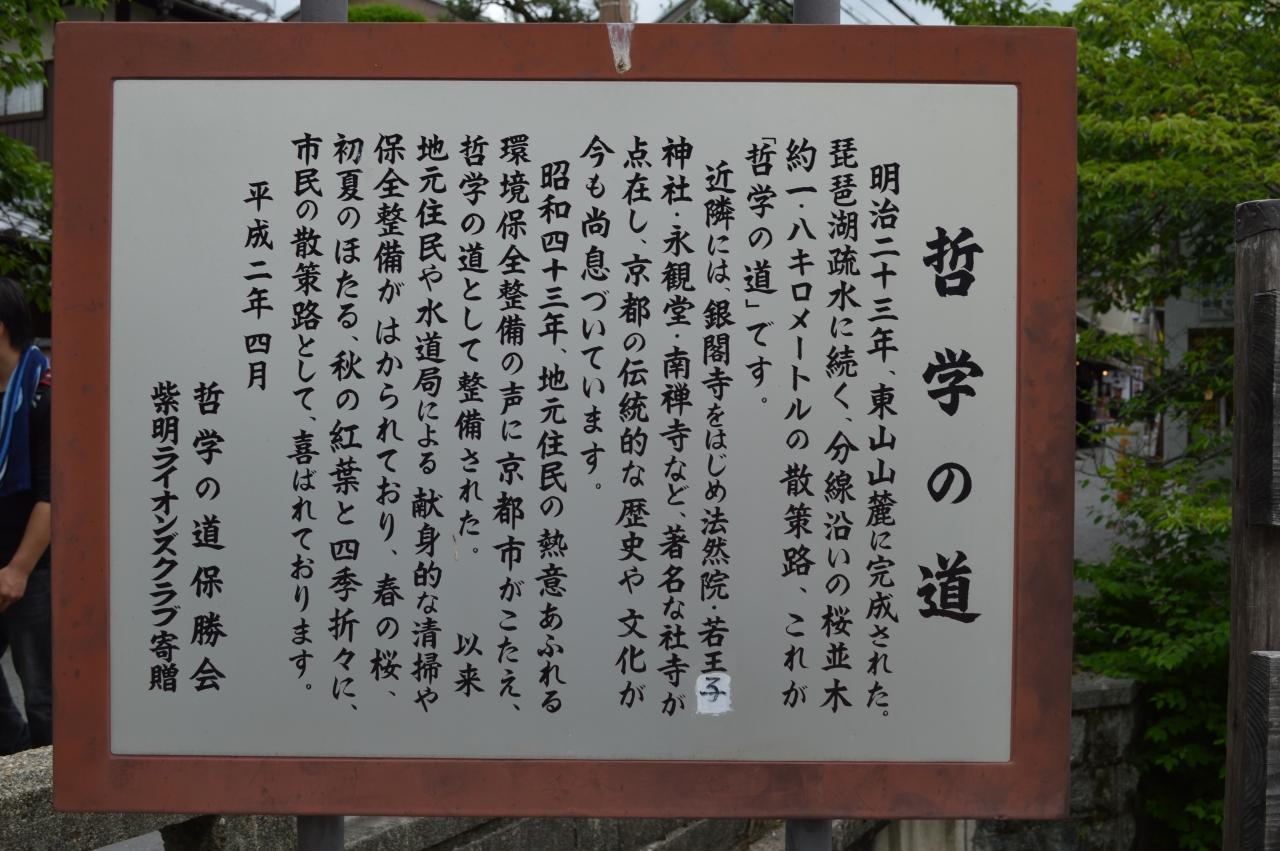 哲学の道
明治二十三年、東山山麓に完成された。
琵琶湖疏水に続く、分線沿いの桜並木
約一・八キロメートルの散策路、これが
「哲学の道」です。
近隣には、銀閣寺をはじめ法然院・若王子
神社・永観堂・南禅寺など、著名な社寺が
点在し、京都の伝統的な歴史や文化が
今も尚息づいています。
昭和四十三年、地元住民の熱意あふれる
環境保全整備の声に京都市がこたえ、
哲学の道として整備された。 以来
地元住民や水道局による献身的な清掃や
保全整備がはかられており、春の桜、
初夏のほたる、秋の紅葉と四季折々に、
市民の散策路として、喜ばれております。
平成二年四月
哲学の道保勝会
紫明ライオンズクラブ寄贈